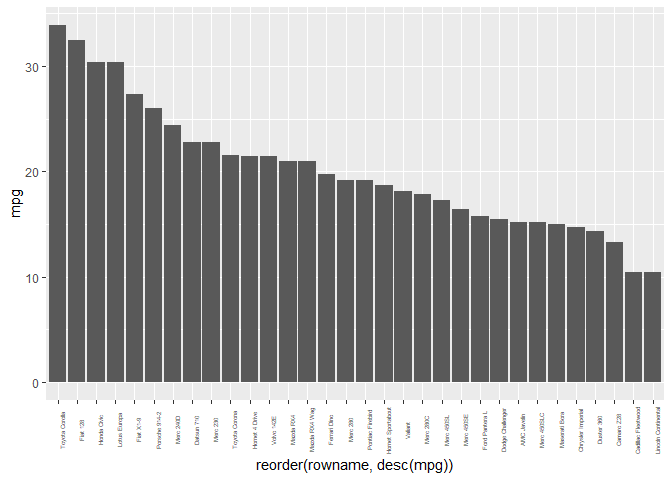 mpg
30
20
10
0
Toyota Corolla
Fiat 128
Honda Civic
Lotus Europa
Fiat X1-9
Porsche 914-2
Merc 240D
Datsun 710
Merc 230
Toyota Corona
Hornet 4 Drive
Volvo 142E
Mazda RX4
Mazda RX4 Wag
Ferrari Dino
Merc 280
Pontiac Firebird
Hornet Sportabout
Valiant
Merc 280C
Merc 450SL
Merc 450SE
Ford Pantera L
Dodge Challenger
AMC Javelin
Merc 450SLC
Maserati Bora
Chrysler Imperial
Duster 360
Camaro Z28
Cadillac Fleetwood
Lincoln Continental
reorder(rowname, desc(mpg))